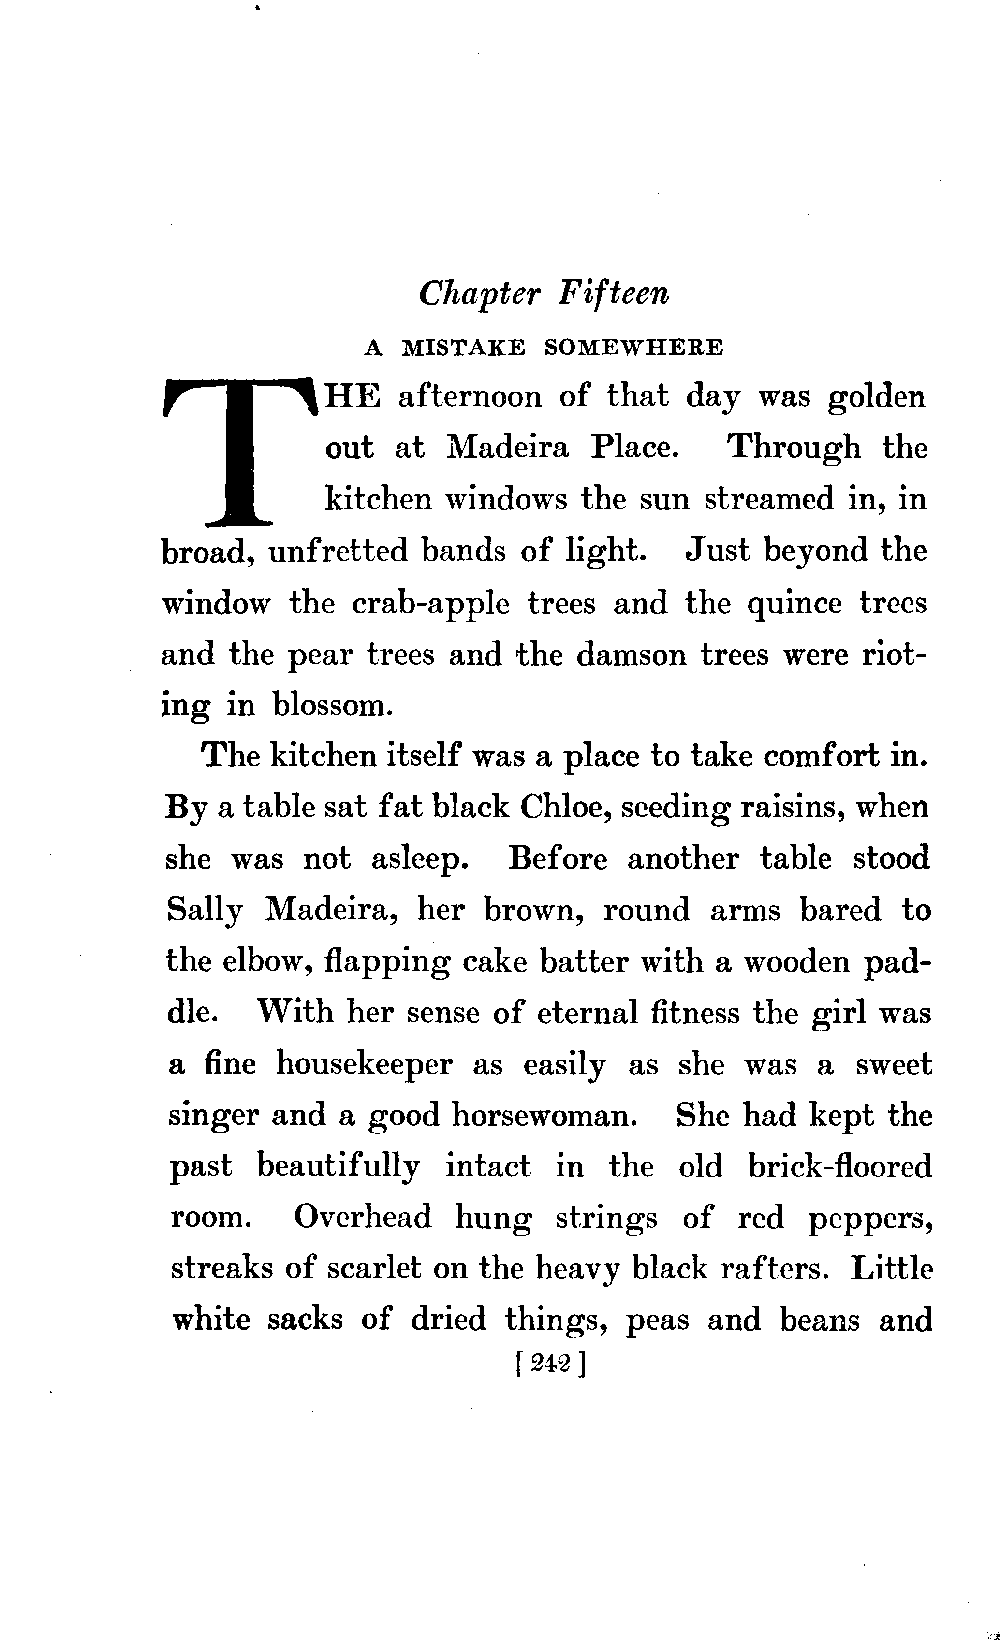 Chapter Fifteen
A MISTAKE SOMEWHERE
THE afternoon of that day was golden
out at Madeira Place. Through the
kitchen windows the sun streamed in, in
broad, unfretted bands of light. Just beyond the
window the crab-apple trees and the quince trees
and the pear trees and the damson trees were riot-
ing in blossom.
The kitchen itself was a place to take comfort in.
By a table sat fat black Chloe, seeding raisins, when
she was not asleep. Before another table stood
Sally Madeira, her brown, round arms bared to
the elbow, flapping cake batter with a wooden pad-
dle. With her sense of eternal fitness the girl was
a fine housekeeper as easily as she was a sweet
singer and a good horsewoman. She had kept the
past beautifully intact in the old brick-floored
room. Overhead hung strings of red peppers,
streaks of scarlet on the heavy black rafters. Little
white sacks of dried things, peas and beans and
[242]